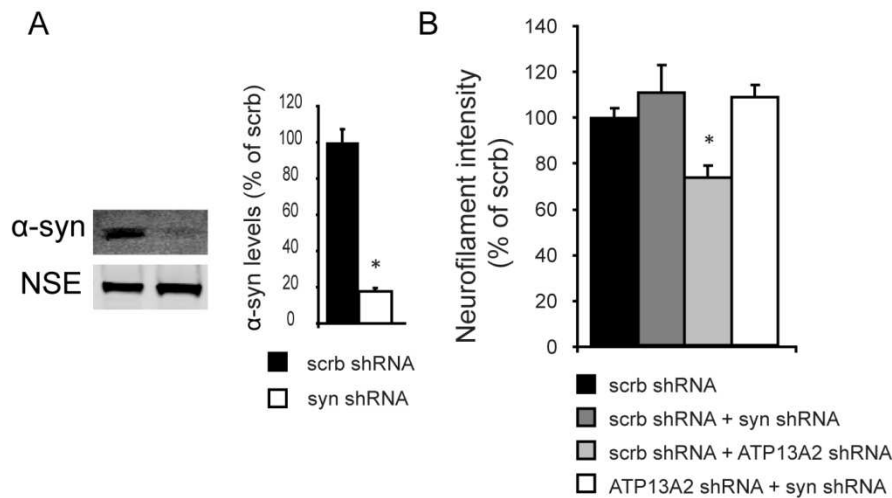 A
α-syn
NSE
α-syn levels (% of scrb)
120
100
80
60
40
20
0
*
scrb shRNA
syn shRNA
B
Neurofilament intensity
(% of scrb)
140
120
100
80
60
40
20
0
*
scrb shRNA
scrb shRNA + syn shRNA
scrb shRNA + ATP13A2 shRNA
ATP13A2 shRNA + syn shRNA